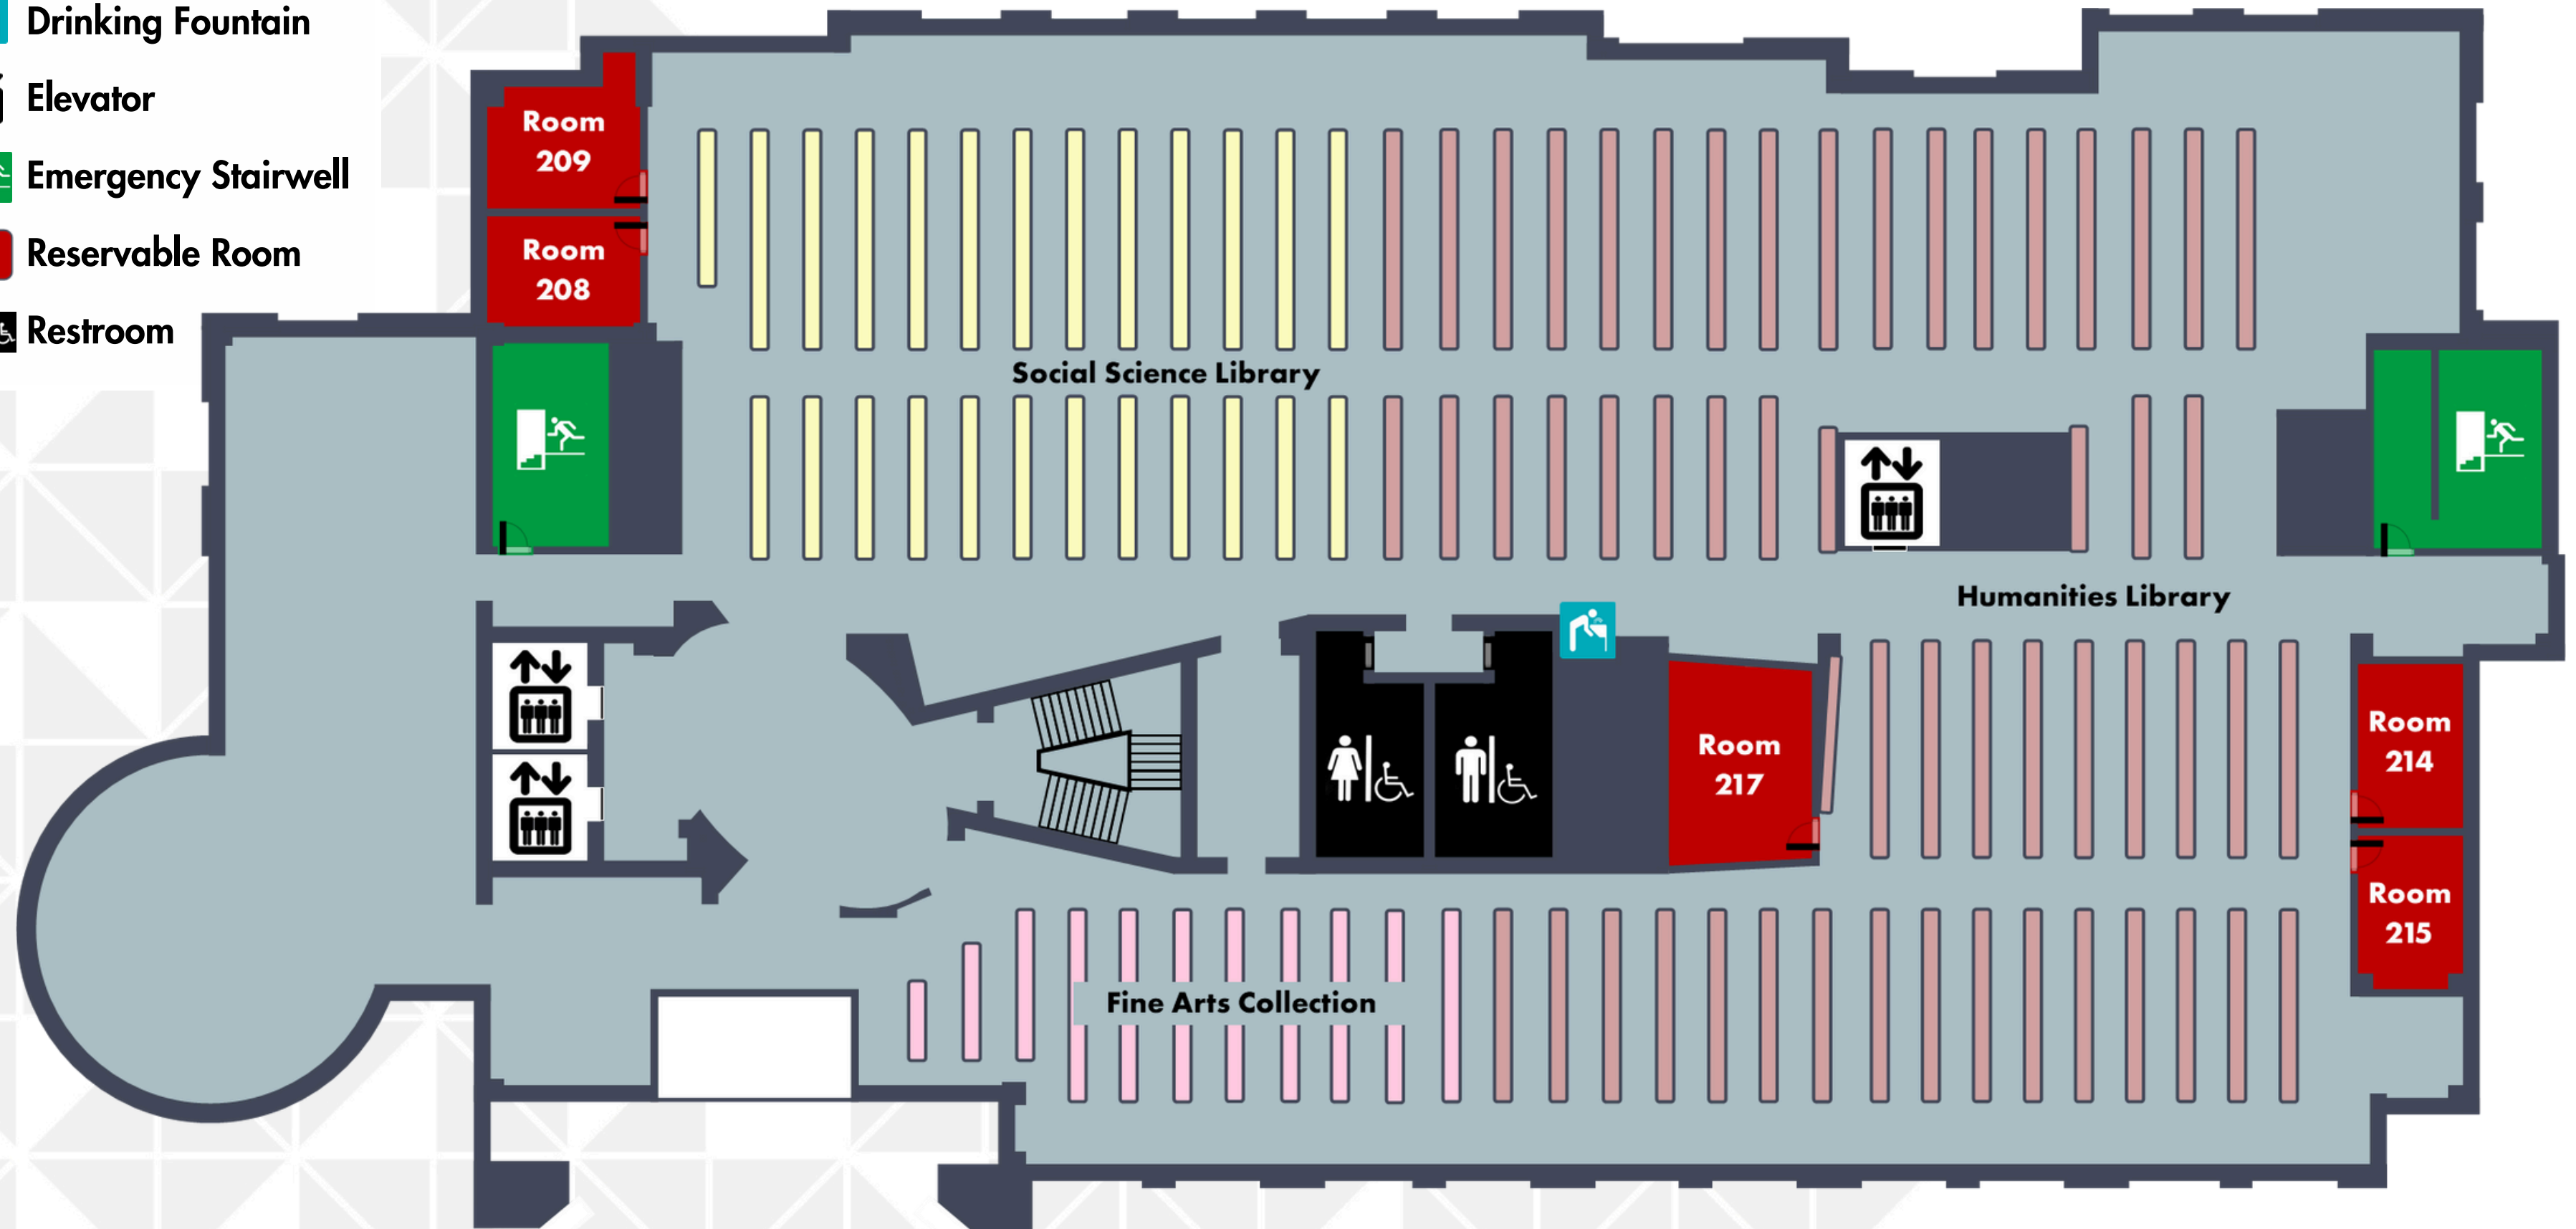 Drinking Fountain
Elevator
Emergency Stairwell
Reservable Room
Restroom
Room
209
Room
208
Social Science Library
Humanities Library
Room
217
Room
214
Room
215
Fine Arts Collection